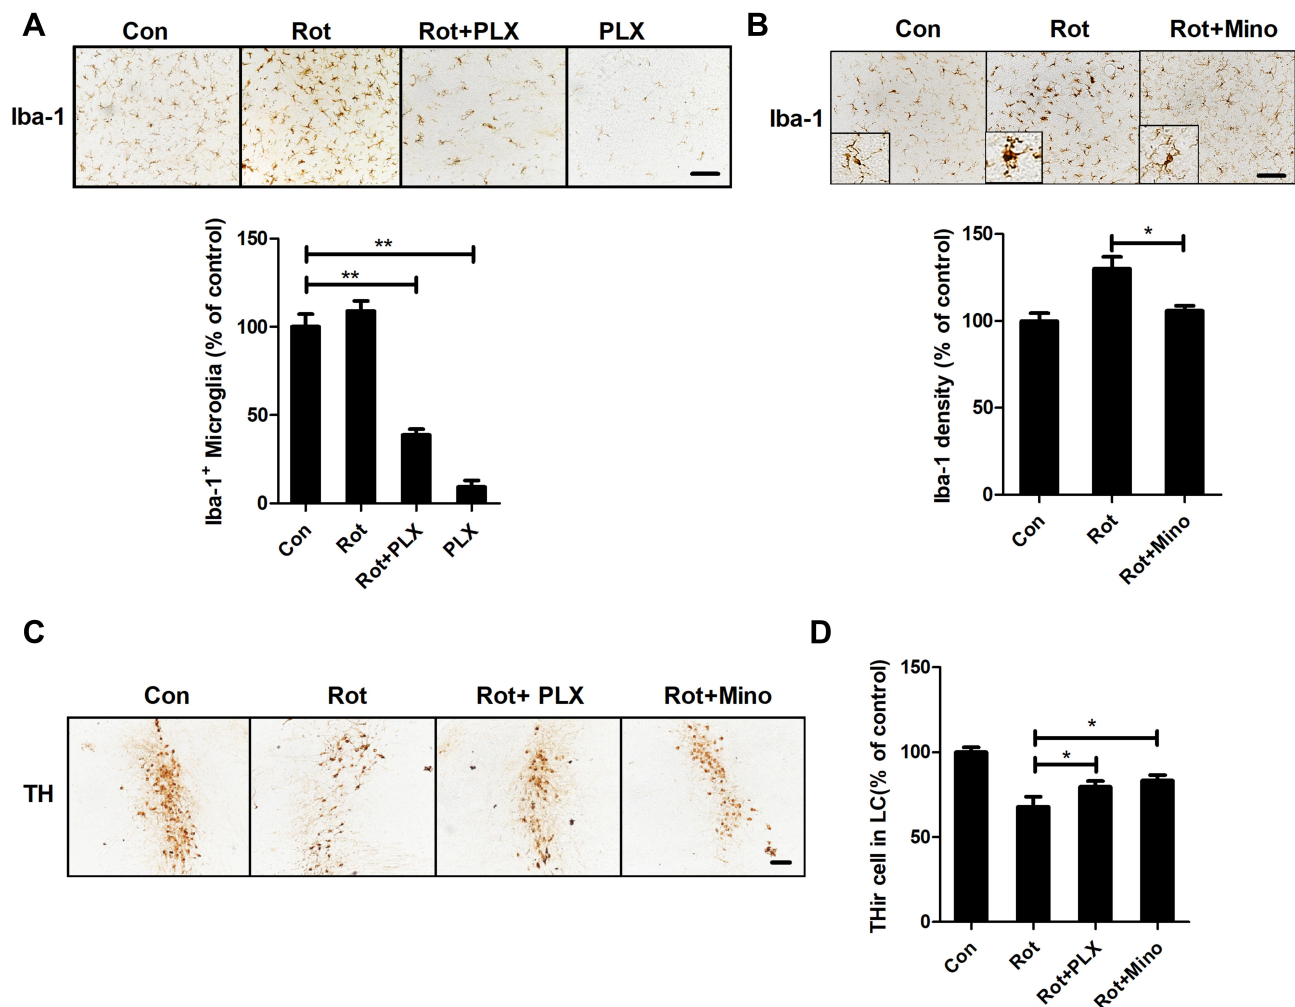 A
Con Rot Rot+PLX PLX
Iba-1
Iba-1+ Microglia (% of control)
150
100
50
0
**
**
Con Rot Rot+PLX PLX
B
Con Rot Rot+Mino
Iba-1
Iba-1 density (% of control)
150
100
50
0
*
Con Rot Rot+Mino
C
Con Rot Rot+ PLX Rot+Mino
TH
D
THir cell in LC(% of control)
150
100
50
0
*
*
Con Rot Rot+PLX Rot+Mino